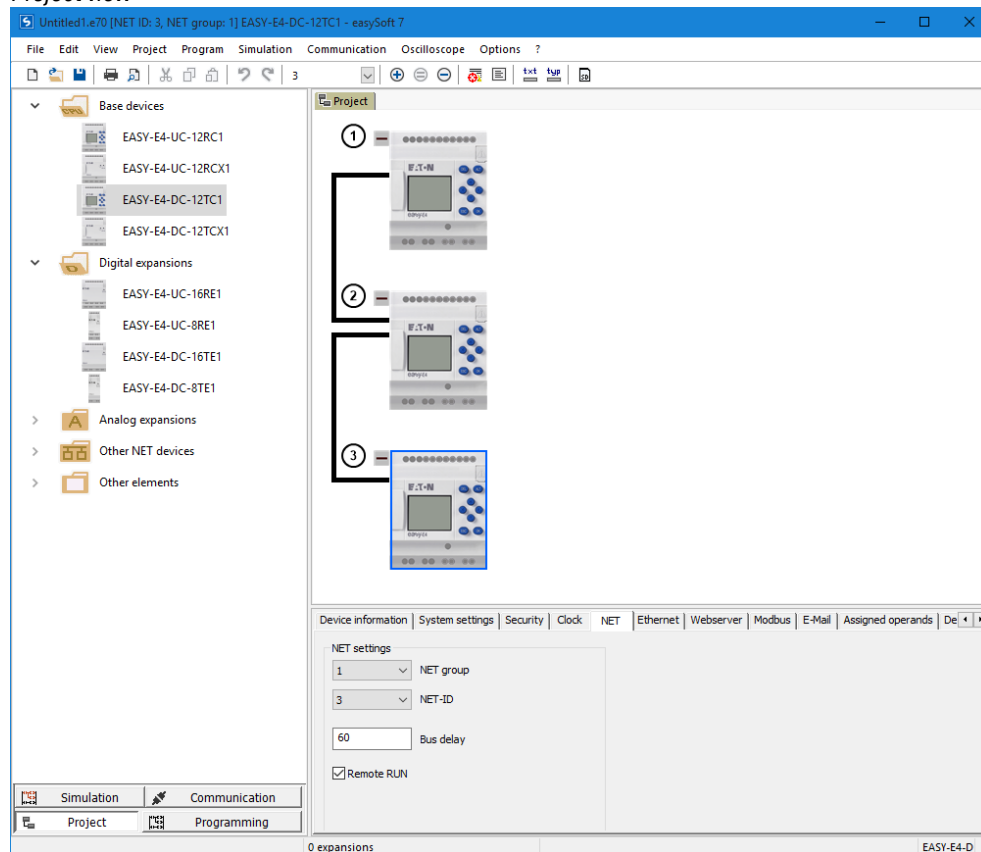 Project view
Untitled1.e70 [NET ID: 3, NET group: 1] EASY-E4-DC-12TC1 - easySoft 7
File Edit View Project Program Simulation Communication Oscilloscope Options ?
3 txt typ
Base devices
EASY-E4-UC-12RC1
EASY-E4-UC-12RCX1
EASY-E4-DC-12TC1
EASY-E4-DC-12TCX1
Digital expansions
EASY-E4-UC-16RE1
EASY-E4-UC-8RE1
EASY-E4-DC-16TE1
EASY-E4-DC-8TE1
Analog expansions
Other NET devices
Other elements
Simulation Communication
Project Programming
Project
1
E.T.N
2
E.T.N
3
E.T.N
Device information System settings Security Clock NET Ethernet Webserver Modbus E-Mail Assigned operands De
NET settings
1 NET group
3 NET-ID
60 Bus delay
Remote RUN
0 expansions EASY-E4-D